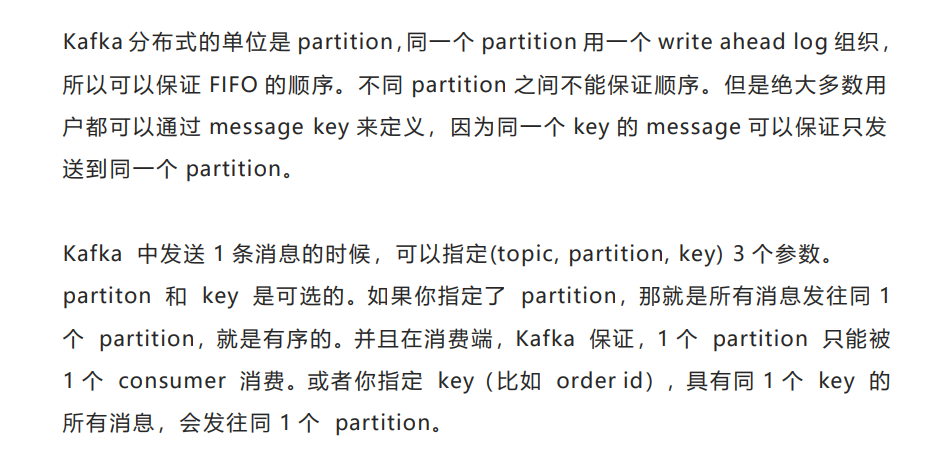 Kafka 分布式的单位是 partition，同一个 partition 用一个 write ahead log 组织，
所以可以保证 FIFO 的顺序。不同 partition 之间不能保证顺序。但是绝大多数用
户都可以通过 message key 来定义，因为同一个 key 的 message 可以保证只发
送到同一个 partition。
Kafka 中发送 1 条消息的时候，可以指定(topic, partition, key) 3 个参数。
partiton 和 key 是可选的。如果你指定了 partition，那就是所有消息发往同 1
个 partition，就是有序的。并且在消费端，Kafka 保证，1 个 partition 只能被
1 个 consumer 消费。或者你指定 key（比如 order id），具有同 1 个 key 的
所有消息，会发往同 1 个 partition。